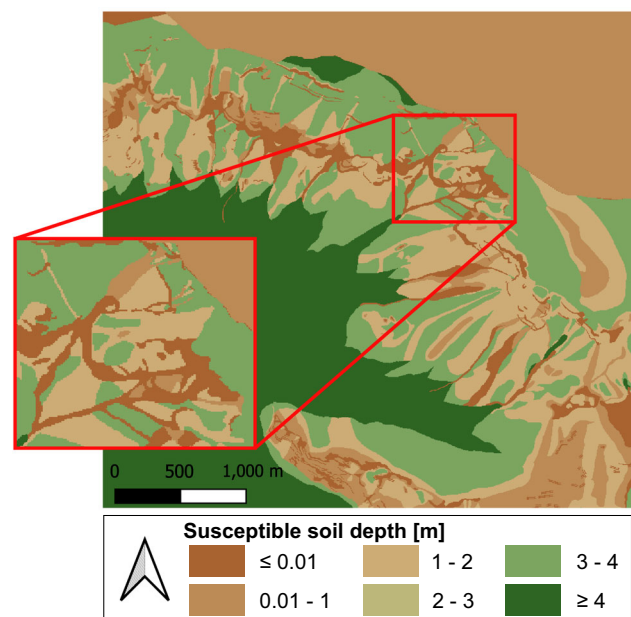 0 500 1,000 m
Susceptible soil depth [m]
≤ 0.01 1 - 2 3 - 4
0.01 - 1 2 - 3 ≥ 4